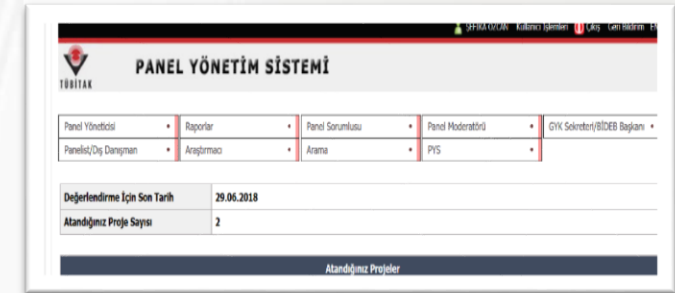 ŞEFİKA ÖZCAN Kullanıcı İşlemleri Çıkış Geri Bildirim
TÜBİTAK
PANEL YÖNETİM SİSTEMİ
Panel Yöneticisi Raporlar Panel Sorumlusu Panel Moderatörü GYK Sekreteri/BİDEB Başkanı
Panelist/Dış Danışman Araştırmacı Arama PYS
Değerlendirme İçin Son Tarih 29.06.2018
Atandığınız Proje Sayısı 2
Atandığınız Projeler